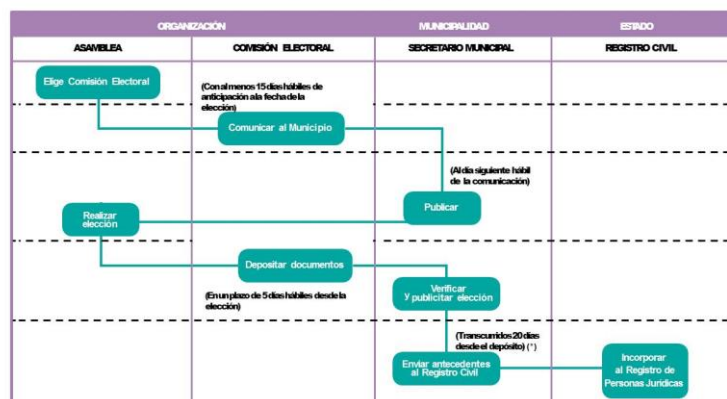 ORGANIZACIÓN
MUNICIPALIDAD
ESTADO
ASAMBLEA
COMISIÓN ELECTORAL
SECRETARIO MUNICIPAL
REGISTRO CIVIL
Elige Comisión Electoral
(Con al menos 15 días hábiles de
anticipación a la fecha de la
elección)
Comunicar al Municipio
(Al día siguiente hábil
de la comunicación)
Publicar
Realizar
elección
Depositar documentos
(En un plazo de 5 días hábiles desde la
elección)
Verificar
y publicitar elección
(Transcurridos 20 días
desde el depósito) (*)
Enviar antecedentes
al Registro Civil
Incorporar
al Registro de
Personas Jurídicas